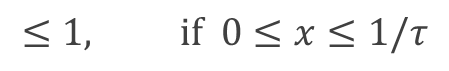 ≤ 1, if 0 ≤ x ≤ 1/τ